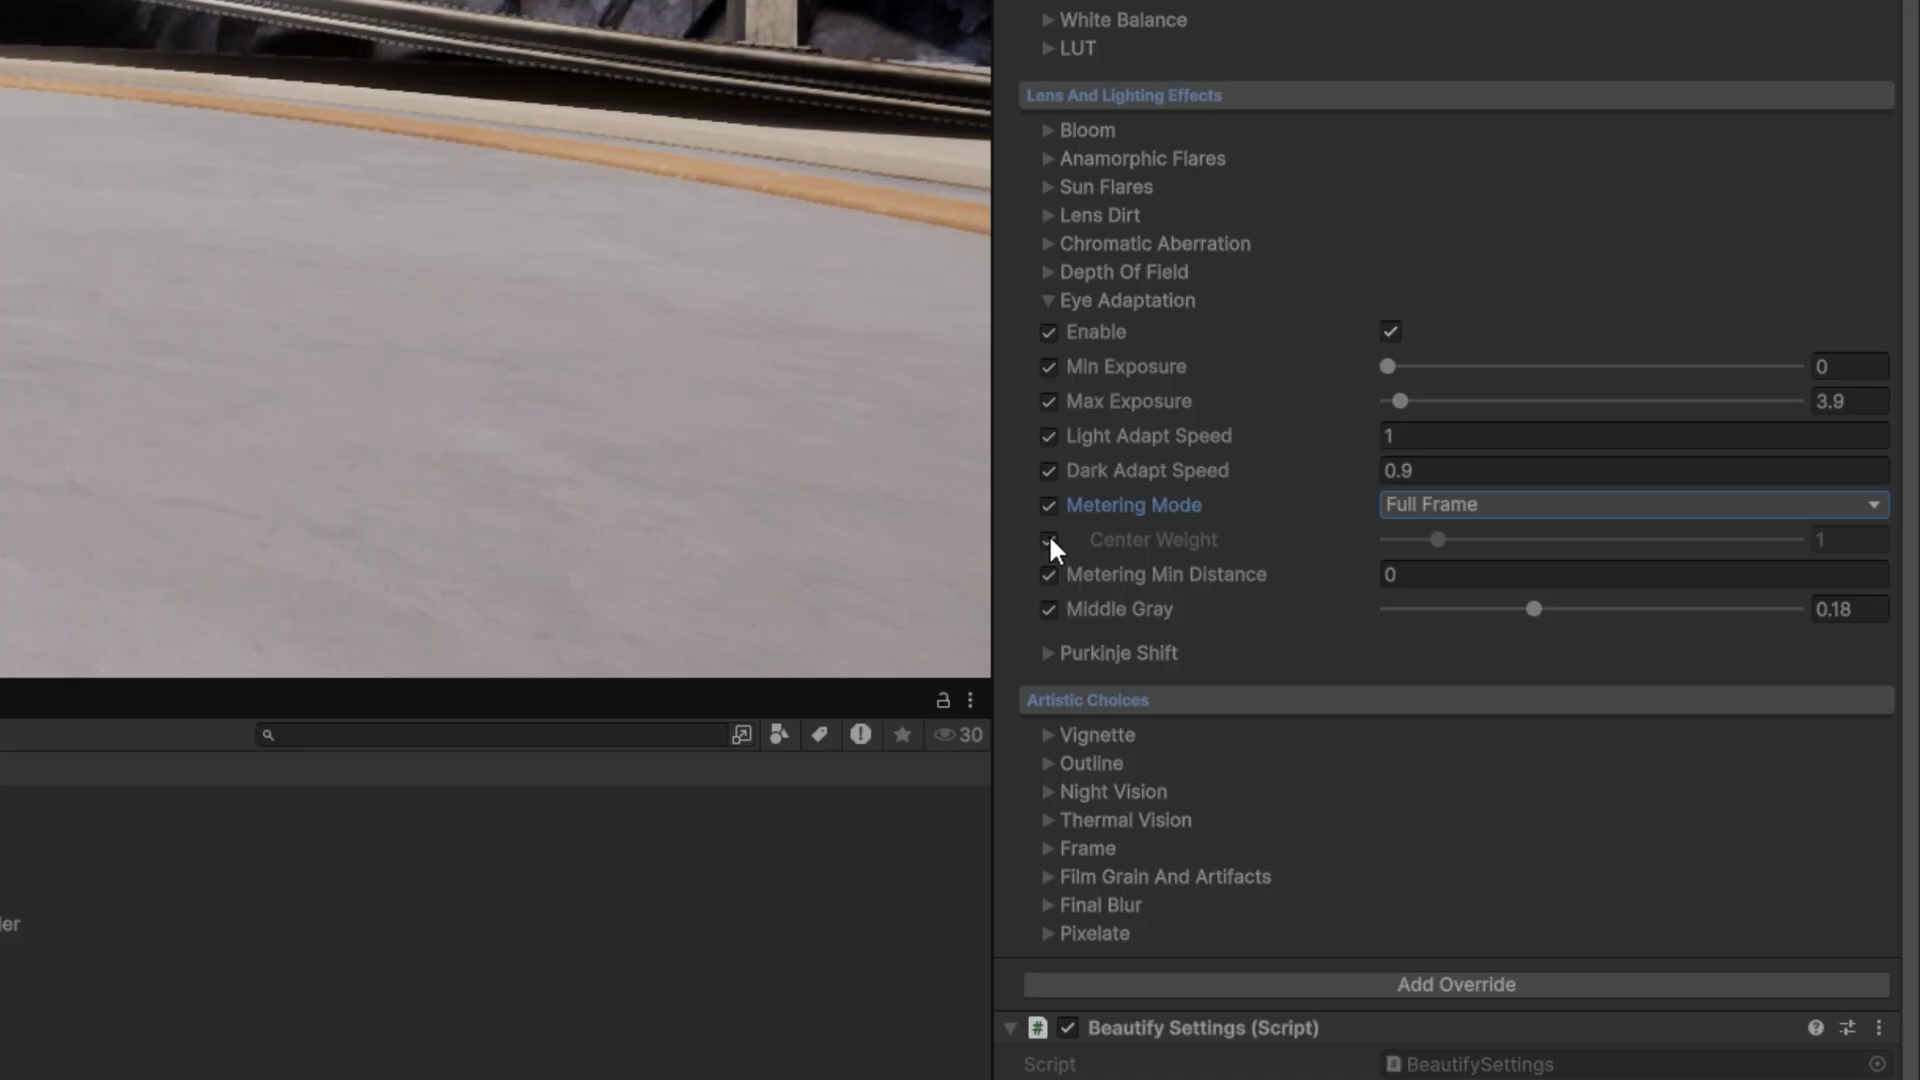 White Balance
LUT
Lens And Lighting Effects
Bloom
Anamorphic Flares
Sun Flares
Lens Dirt
Chromatic Aberration
Depth Of Field
Eye Adaptation
Enable
Min Exposure 0
Max Exposure 3.9
Light Adapt Speed 1
Dark Adapt Speed 0.9
Metering Mode Full Frame
Center Weight 1
Metering Min Distance 0
Middle Gray 0.18
Purkinje Shift
Artistic Choices
Vignette
Outline
Night Vision
Thermal Vision
Frame
Film Grain And Artifacts
Final Blur
Pixelate
Add Override
# Beautify Settings (Script)
Script BeautifySettings
30
ler